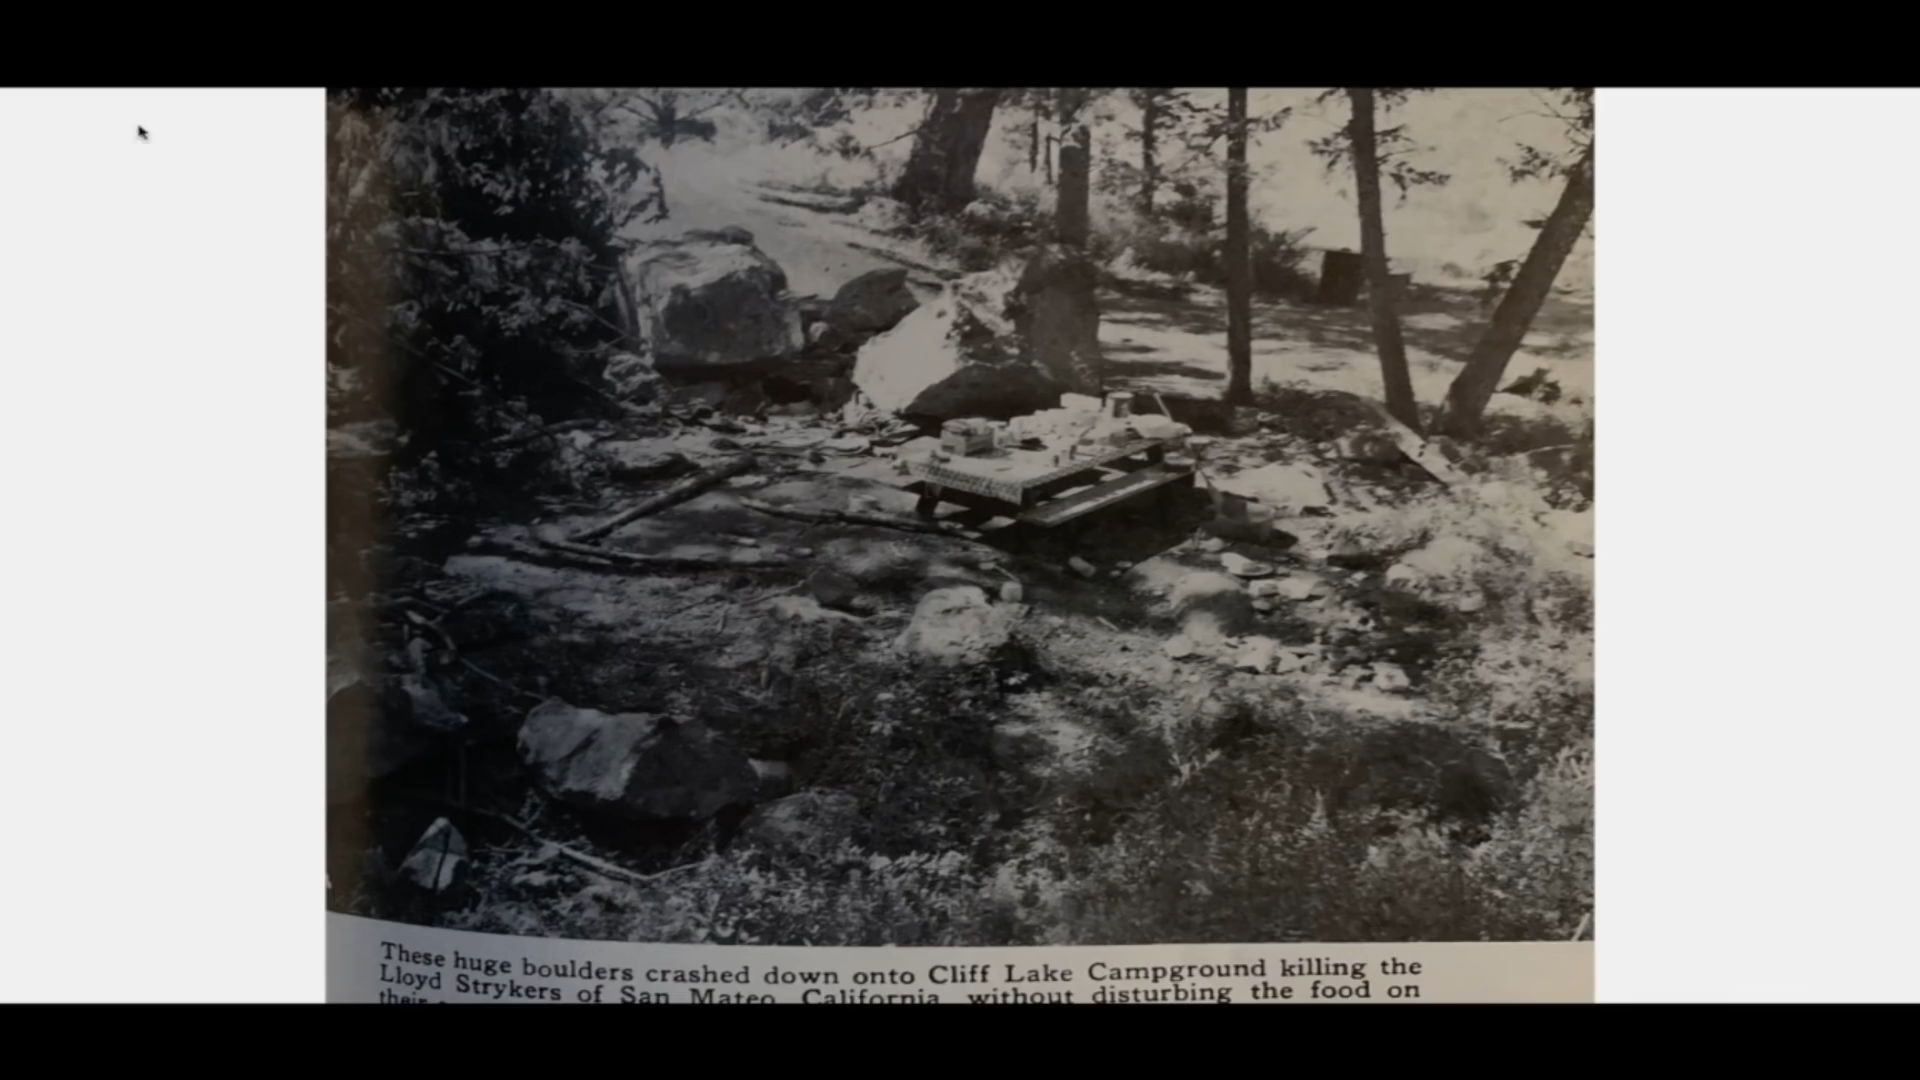 These huge boulders crashed down onto Cliff Lake Campground killing the
Lloyd Strykers of San Mateo, California, without disturbing the food on
their